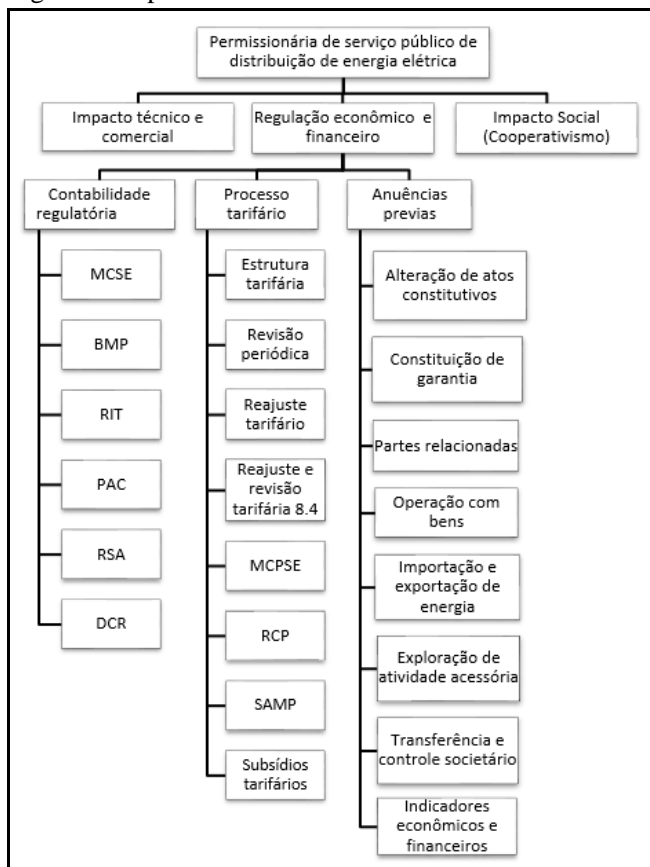 Permissionária de serviço público de
distribuição de energia elétrica
Impacto técnico e
comercial
Regulação econômico e
financeiro
Impacto Social
(Cooperativismo)
Contabilidade
regulatória
MCSE
BMP
RIT
PAC
RSA
DCR
Processo
tarifário
Estrutura
tarifária
Revisão
periódica
Reajuste
tarifário
Reajuste e
revisão
tarifária 8.4
MCPSE
RCP
SAMP
Subsídios
tarifários
Anuências
previas
Alteração de atos
constitutivos
Constituição de
garantia
Partes relacionadas
Operação com
bens
Importação e
exportação de
energia
Exploração de
atividade acessória
Transferência e
controle societário
Indicadores
econômicos e
financeiros